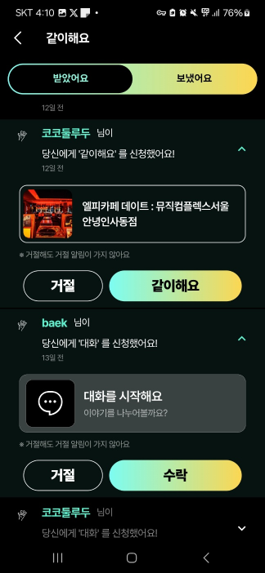 SKT 4:10 76%
같이해요
받았어요 보냈어요
12일 전
코코둘루두 님이
당신에게 '같이해요' 를 신청했어요!
12일 전
엘피카페 데이트 : 뮤직컴플렉스서울
안녕인사동점
* 거절해도 거절 알림이 가지 않아요
거절 같이해요
baek 님이
당신에게 '대화' 를 신청했어요!
13일 전
대화를 시작해요
이야기를 나누어볼까요?
* 거절해도 거절 알림이 가지 않아요
거절 수락
코코둘루두 님이
당신에게 '대화' 를 신청했어요!